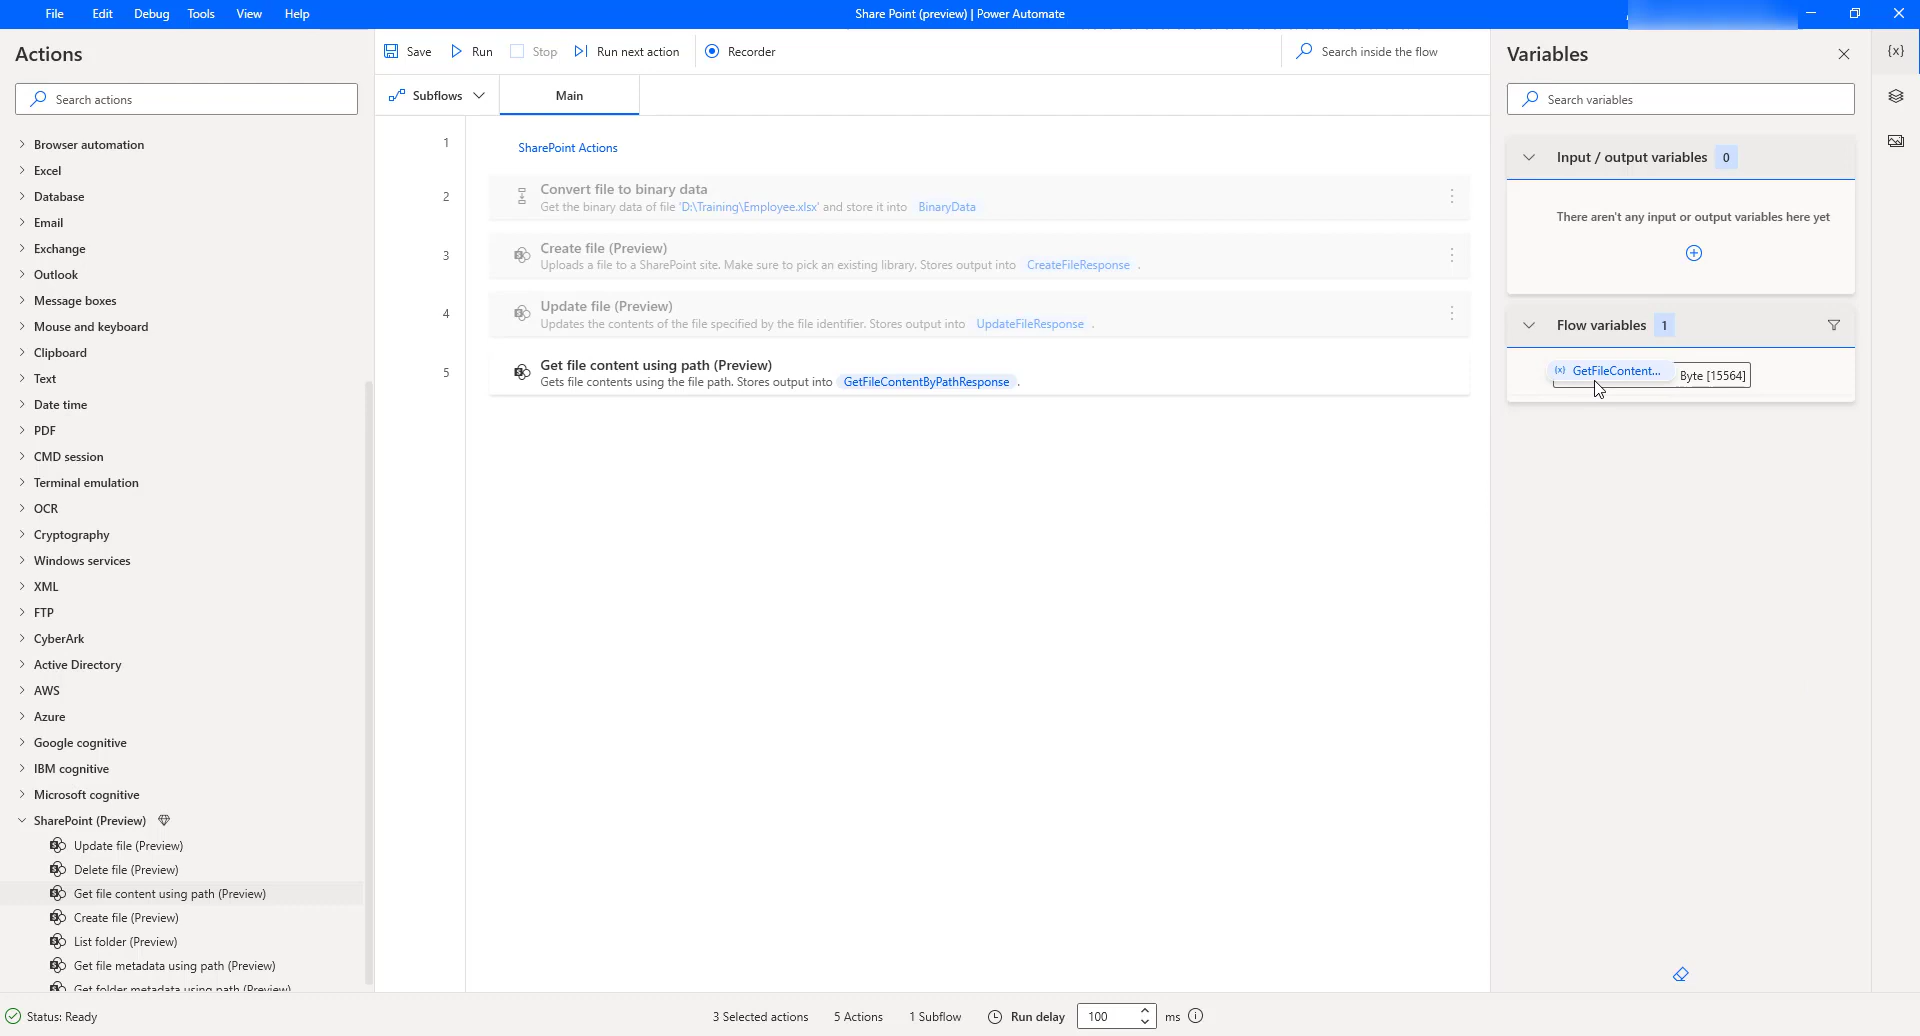 File Edit Debug Tools View Help
Share Point (preview) | Power Automate
Actions
Search actions
Browser automation
Excel
Database
Email
Exchange
Outlook
Message boxes
Mouse and keyboard
Clipboard
Text
Date time
PDF
CMD session
Terminal emulation
OCR
Cryptography
Windows services
XML
FTP
CyberArk
Active Directory
AWS
Azure
Google cognitive
IBM cognitive
Microsoft cognitive
SharePoint (Preview)
Update file (Preview)
Delete file (Preview)
Get file content using path (Preview)
Create file (Preview)
List folder (Preview)
Get file metadata using path (Preview)
Get folder metadata using path (Preview)
Save Run Stop Run next action Recorder
Search inside the flow
Subflows Main
1 SharePoint Actions
2 Convert file to binary data
Get the binary data of file 'D:\Training\Employee.xlsx' and store it into BinaryData
3 Create file (Preview)
Uploads a file to a SharePoint site. Make sure to pick an existing library. Stores output into CreateFileResponse .
4 Update file (Preview)
Updates the contents of the file specified by the file identifier. Stores output into UpdateFileResponse .
5 Get file content using path (Preview)
Gets file contents using the file path. Stores output into GetFileContentByPathResponse .
Variables
{x}
Search variables
Input / output variables 0
There aren't any input or output variables here yet
Flow variables 1
(x) GetFileContent... Byte [15564]
Status: Ready
3 Selected actions 5 Actions 1 Subflow Run delay 100 ms